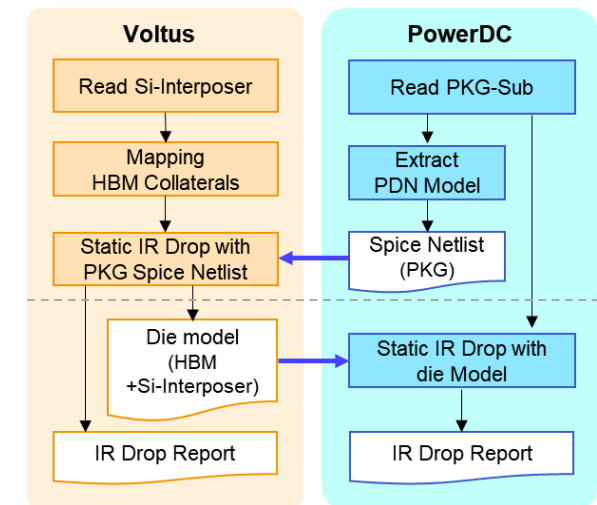 Voltus
Read Si-Interposer
Mapping
HBM Collaterals
Static IR Drop with
PKG Spice Netlist
Die model
(HBM
+Si-Interposer)
IR Drop Report
PowerDC
Read PKG-Sub
Extract
PDN Model
Spice Netlist
(PKG)
Static IR Drop with
die Model
IR Drop Report